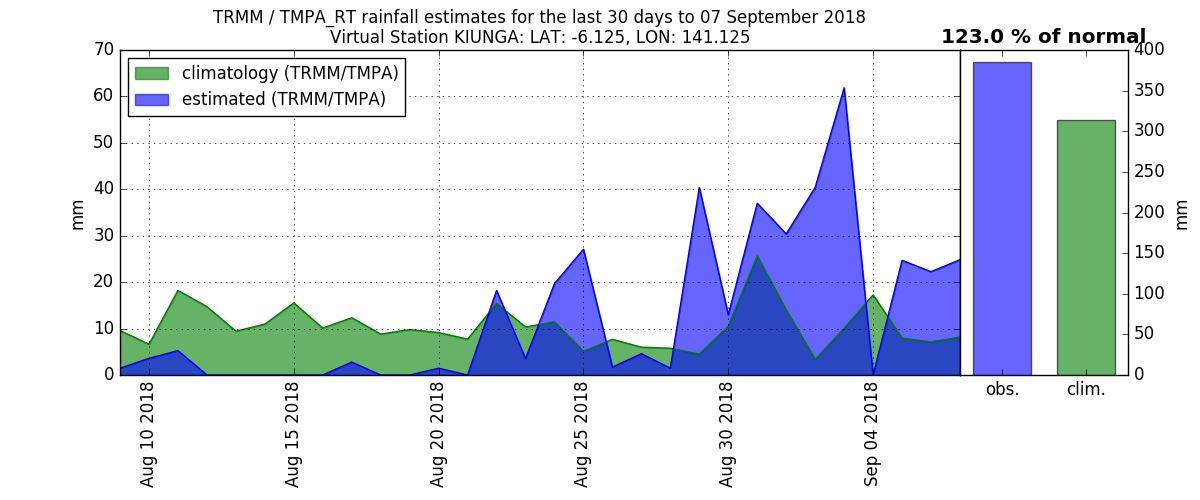 TRMM / TMPA_RT rainfall estimates for the last 30 days to 07 September 2018
Virtual Station KIUNGA: LAT: -6.125, LON: 141.125
123.0 % of normal
climatology (TRMM/TMPA)
estimated (TRMM/TMPA)
70
60
50
40
30
20
10
0
mm
Aug 10 2018
Aug 15 2018
Aug 20 2018
Aug 25 2018
Aug 30 2018
Sep 04 2018
obs.
clim.
400
350
300
250
200
150
100
50
0
mm